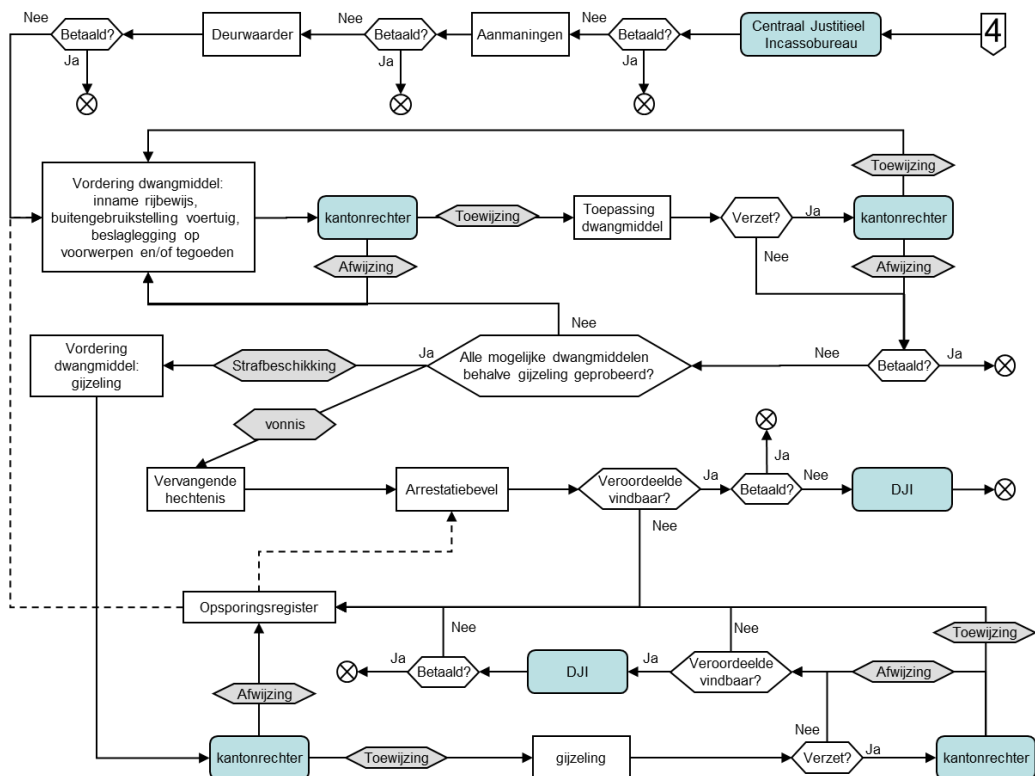 Nee
Betaald?
Ja
Deurwaarder
Nee
Betaald?
Ja
Aanmaningen
Nee
Betaald?
Ja
Centraal Justitieel
Incassobureau
4
Vordering dwangmiddel:
inname rijbewijs,
buitengebruikstelling voertuig,
beslaglegging op
voorwerpen en/of tegoeden
kantonrechter
Afwijzing
Toewijzing
Toepassing
dwangmiddel
Verzet?
Ja
Nee
Toewijzing
kantonrechter
Afwijzing
Vordering
dwangmiddel:
gijzeling
Strafbeschikking
Ja
Nee
Alle mogelijke dwangmiddelen
behalve gijzeling geprobeerd?
Nee
Betaald?
Ja
vonnis
Vervangende
hechtenis
Arrestatiebevel
Veroordeelde
vindbaar?
Ja
Nee
Betaald?
Ja
Nee
DJI
Opsporingsregister
Afwijzing
Ja
Betaald?
Nee
DJI
Ja
Veroordeelde
vindbaar?
Nee
Afwijzing
Toewijzing
kantonrechter
Toewijzing
gijzeling
Nee
Verzet?
Ja
kantonrechter